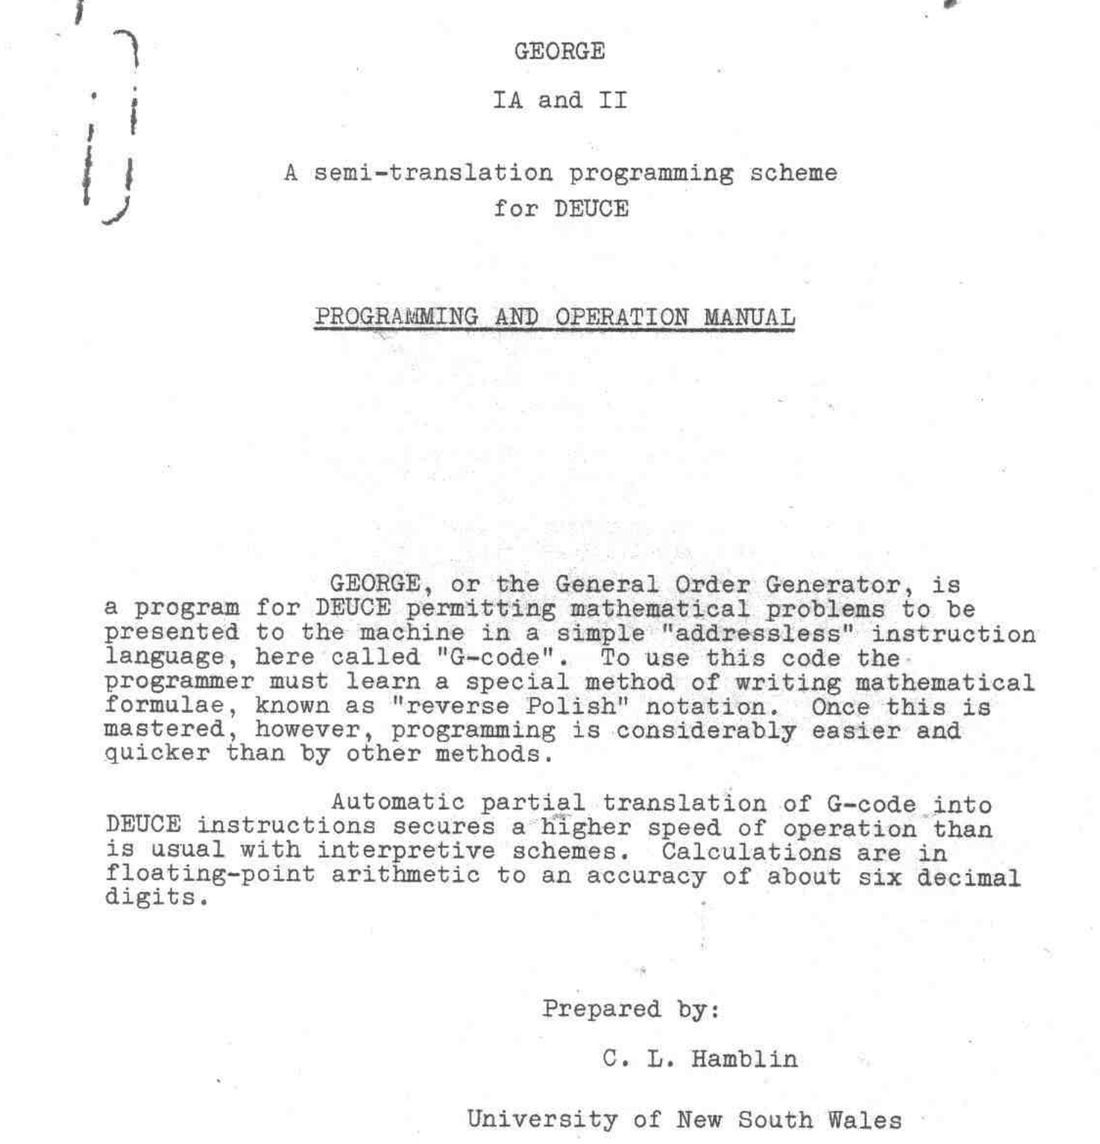 GEORGE
IA and II
A semi-translation programming scheme
for DEUCE
PROGRAMMING AND OPERATION MANUAL
GEORGE, or the General Order Generator, is
a program for DEUCE permitting mathematical problems to be
presented to the machine in a simple "addressless" instruction
language, here called "G-code". To use this code the
programmer must learn a special method of writing mathematical
formulae, known as "reverse Polish" notation. Once this is
mastered, however, programming is considerably easier and
quicker than by other methods.
Automatic partial translation of G-code into
DEUCE instructions secures a higher speed of operation than
is usual with interpretive schemes. Calculations are in
floating-point arithmetic to an accuracy of about six decimal
digits.
Prepared by:
C. L. Hamblin
University of New South Wales